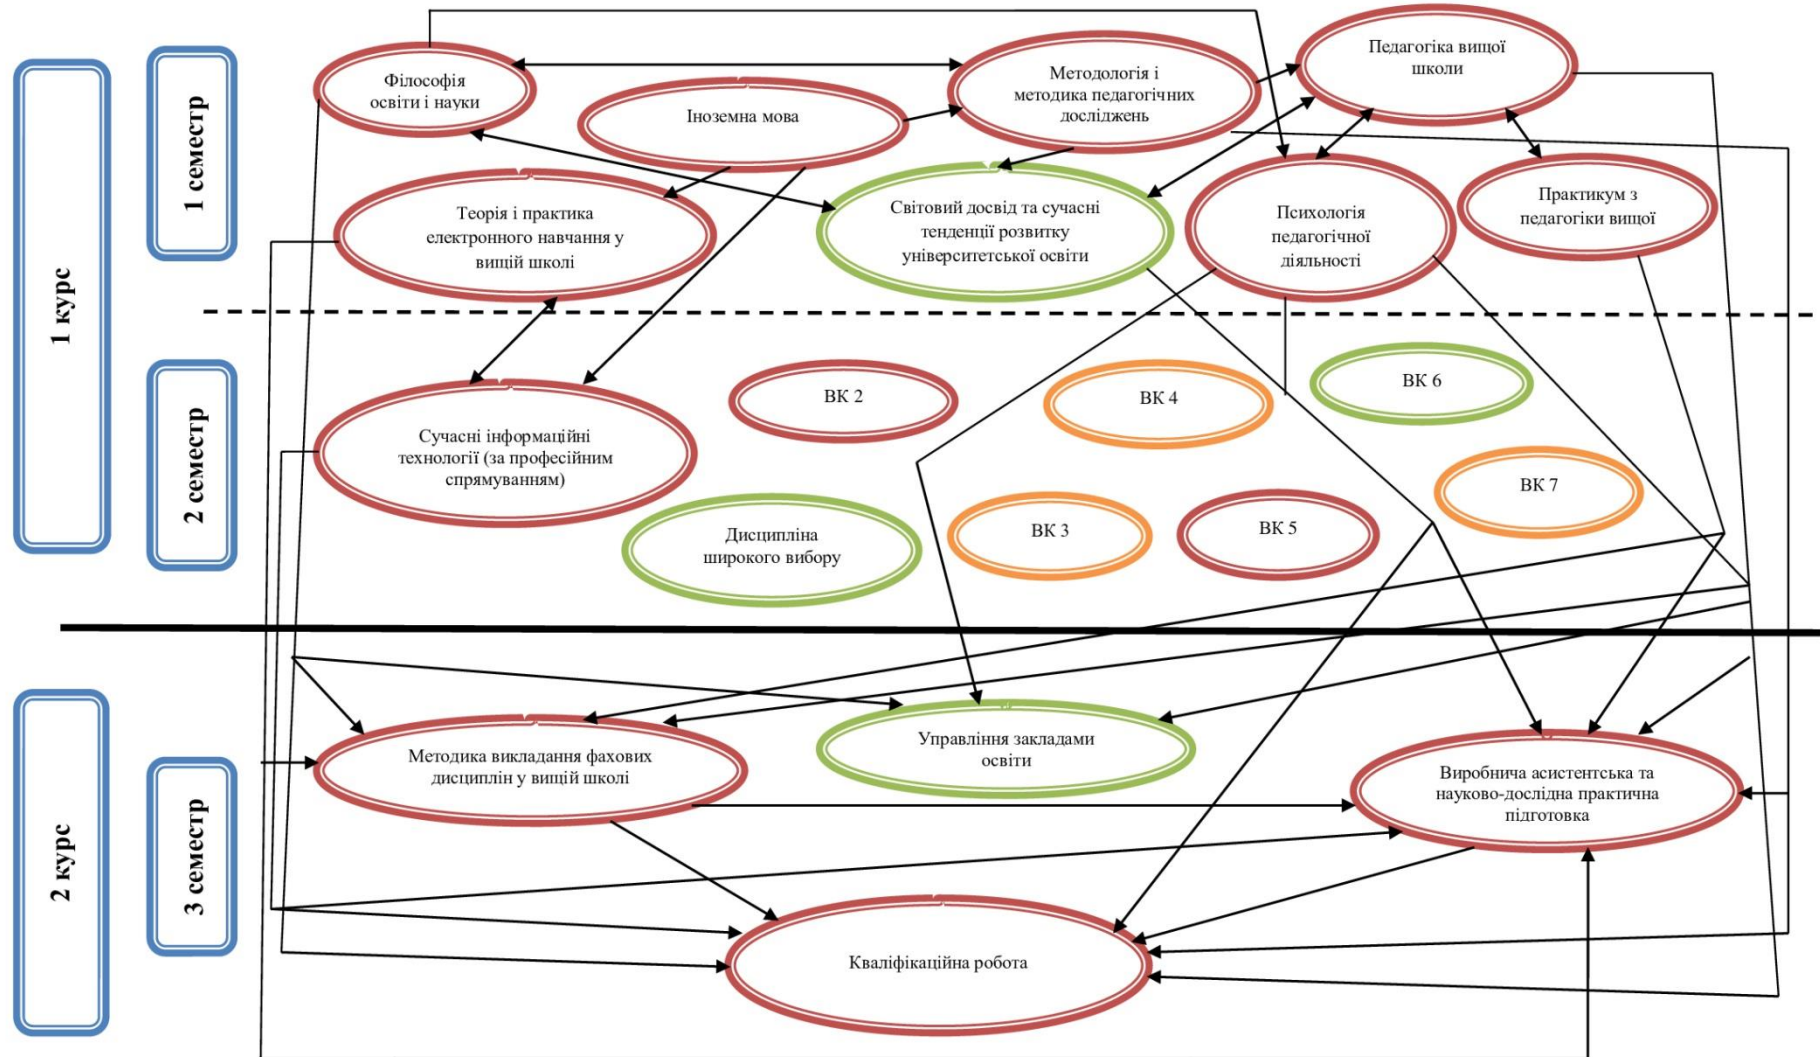 1 курс
1 семестр
Філософія
освіти і науки
Іноземна мова
Методологія і
методика педагогічних
досліджень
Педагогіка вищої
школи
Теорія і практика
електронного навчання у
вищій школі
Світовий досвід та сучасні
тенденції розвитку
університетської освіти
Психологія
педагогічної
діяльності
Практикум з
педагогіки вищої
2 семестр
Сучасні інформаційні
технології (за професійним
спрямуванням)
ВК 2
ВК 4
ВК 6
Дисципліна
широкого вибору
ВК 3
ВК 5
ВК 7
2 курс
3 семестр
Методика викладання фахових
дисциплін у вищій школі
Управління закладами
освіти
Виробнича асистентська та
науково-дослідна практична
підготовка
Кваліфікаційна робота